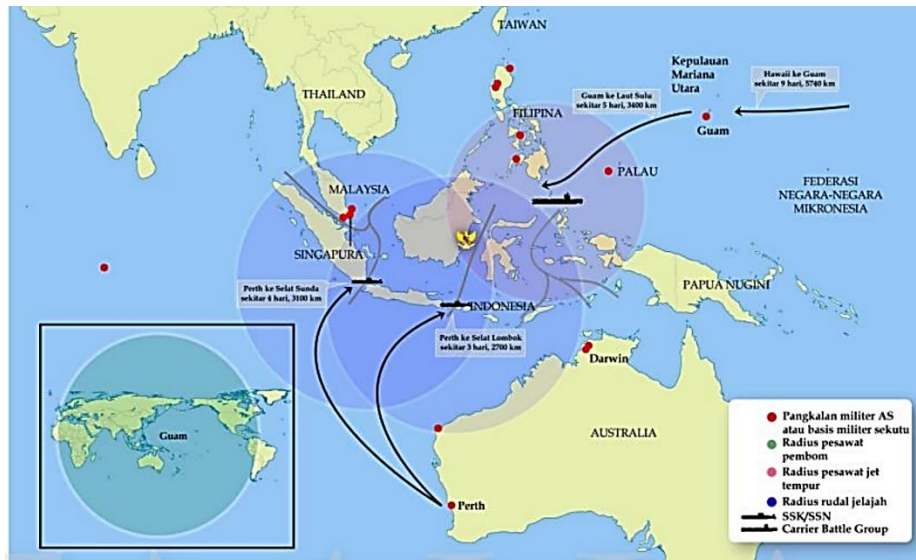 TAIWAN
Kepulauan
Mariana
Utara
Hawaii ke Guam
sekitar 9 hari, 5740 km
Guam ke Laut Sulu
sekitar 5 hari, 3400 km
THAILAND
FILIPINA
Guam
PALAU
FEDERASI
NEGARA-NEGARA
MIKRONESIA
MALAYSIA
SINGAPURA
Perth ke Selat Sunda
sekitar 4 hari, 3100 km
INDONESIA
PAPUA NUGINI
Perth ke Selat Lombok
sekitar 3 hari, 2700 km
Darwin
AUSTRALIA
Perth
Guam
Pangkalan militer AS
atau basis militer sekutu
Radius pesawat
pembom
Radius pesawat jet
tempur
Radius rudal jelajah
SSK/SSN
Carrier Battle Group